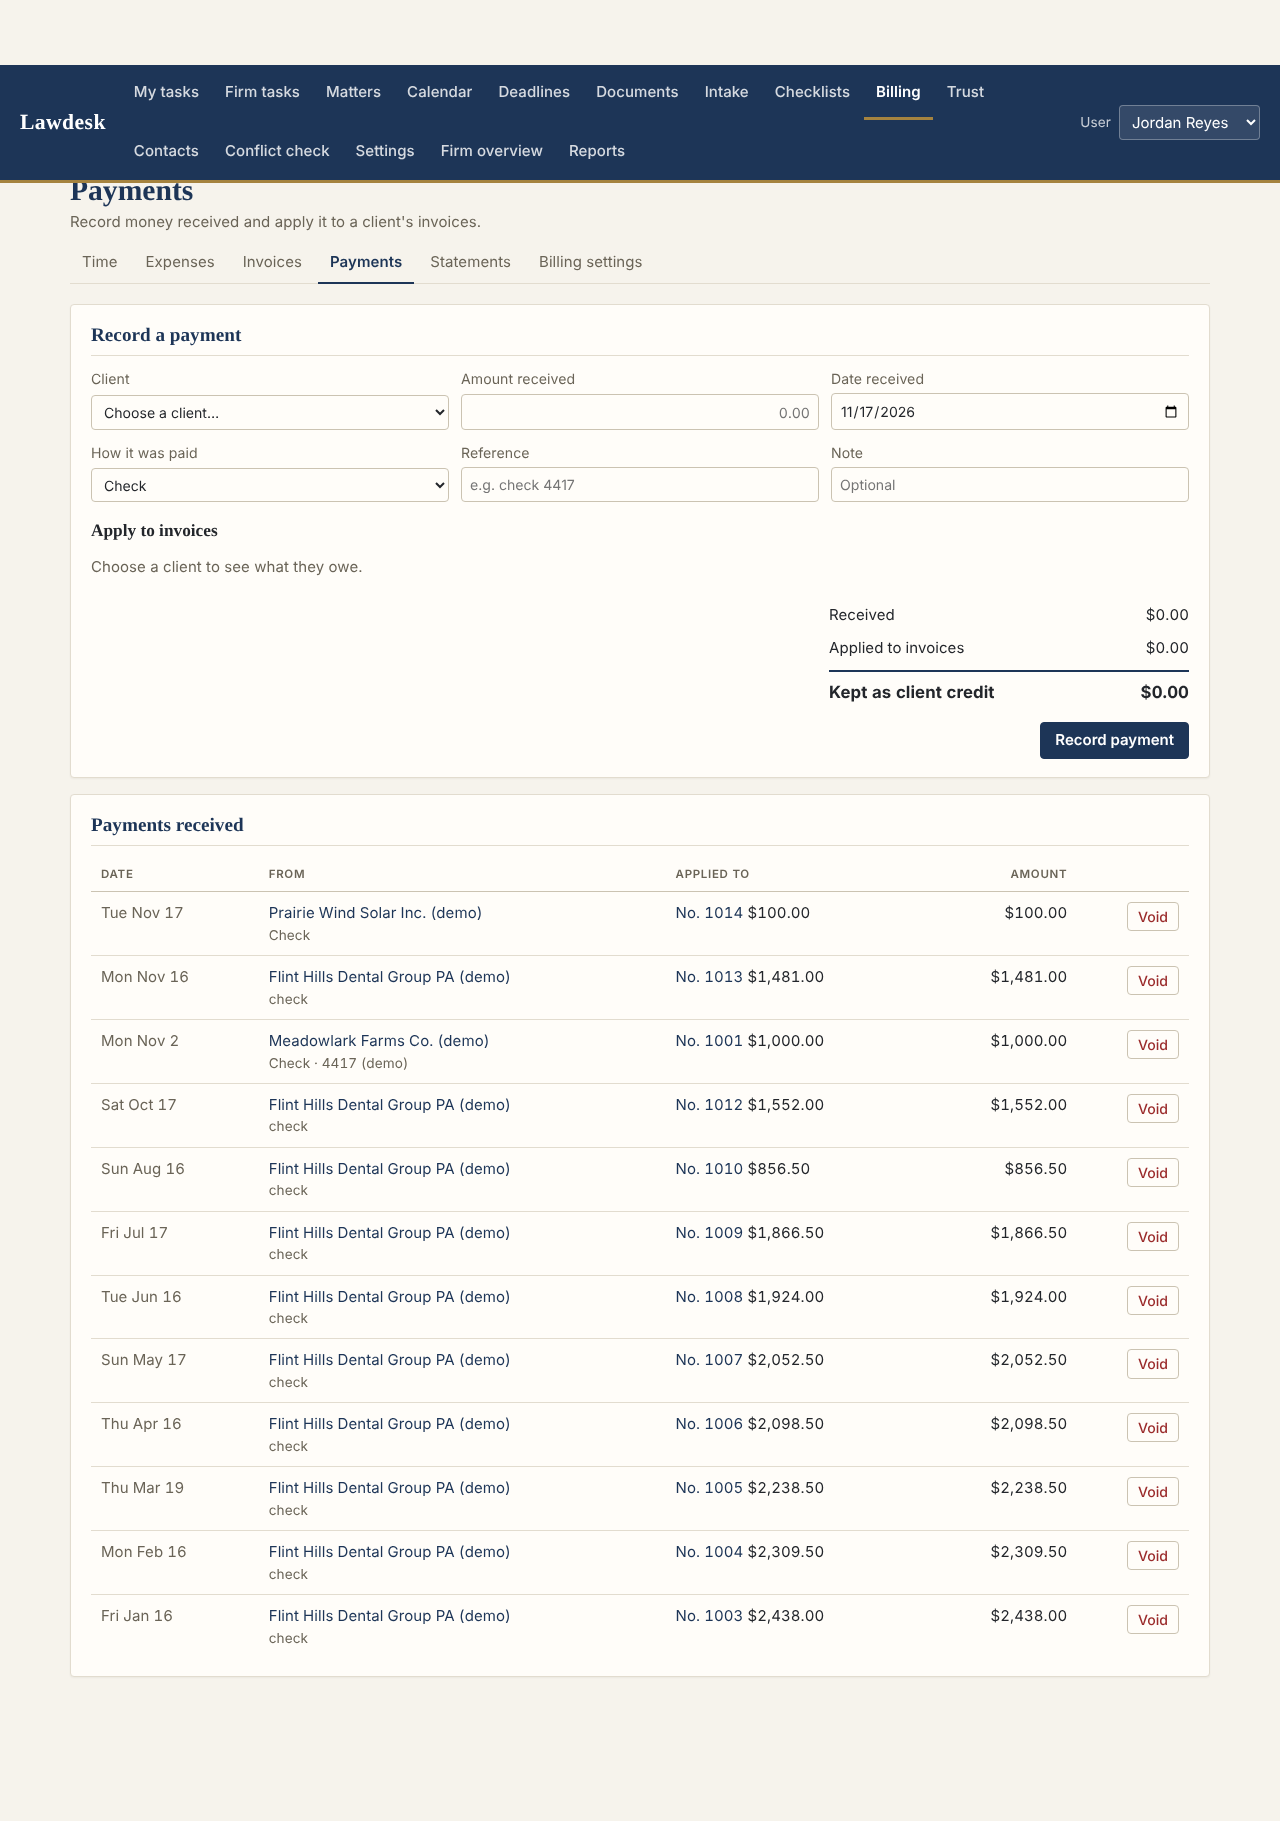 Lawdesk
My tasks Firm tasks Matters Calendar Deadlines Documents Intake Checklists Billing Trust
Contacts Conflict check Settings Firm overview Reports
User Jordan Reyes
Payments
Record money received and apply it to a client's invoices.
Time Expenses Invoices Payments Statements Billing settings
Record a payment
Client Amount received Date received
Choose a client... 0.00 11/17/2026
How it was paid Reference Note
Check e.g. check 4417 Optional
Apply to invoices
Choose a client to see what they owe.
Received $0.00
Applied to invoices $0.00
Kept as client credit $0.00
Record payment
Payments received
DATE FROM APPLIED TO AMOUNT
Tue Nov 17 Prairie Wind Solar Inc. (demo) No. 1014 $100.00 $100.00 Void
Check
Mon Nov 16 Flint Hills Dental Group PA (demo) No. 1013 $1,481.00 $1,481.00 Void
check
Mon Nov 2 Meadowlark Farms Co. (demo) No. 1001 $1,000.00 $1,000.00 Void
Check · 4417 (demo)
Sat Oct 17 Flint Hills Dental Group PA (demo) No. 1012 $1,552.00 $1,552.00 Void
check
Sun Aug 16 Flint Hills Dental Group PA (demo) No. 1010 $856.50 $856.50 Void
check
Fri Jul 17 Flint Hills Dental Group PA (demo) No. 1009 $1,866.50 $1,866.50 Void
check
Tue Jun 16 Flint Hills Dental Group PA (demo) No. 1008 $1,924.00 $1,924.00 Void
check
Sun May 17 Flint Hills Dental Group PA (demo) No. 1007 $2,052.50 $2,052.50 Void
check
Thu Apr 16 Flint Hills Dental Group PA (demo) No. 1006 $2,098.50 $2,098.50 Void
check
Thu Mar 19 Flint Hills Dental Group PA (demo) No. 1005 $2,238.50 $2,238.50 Void
check
Mon Feb 16 Flint Hills Dental Group PA (demo) No. 1004 $2,309.50 $2,309.50 Void
check
Fri Jan 16 Flint Hills Dental Group PA (demo) No. 1003 $2,438.00 $2,438.00 Void
check